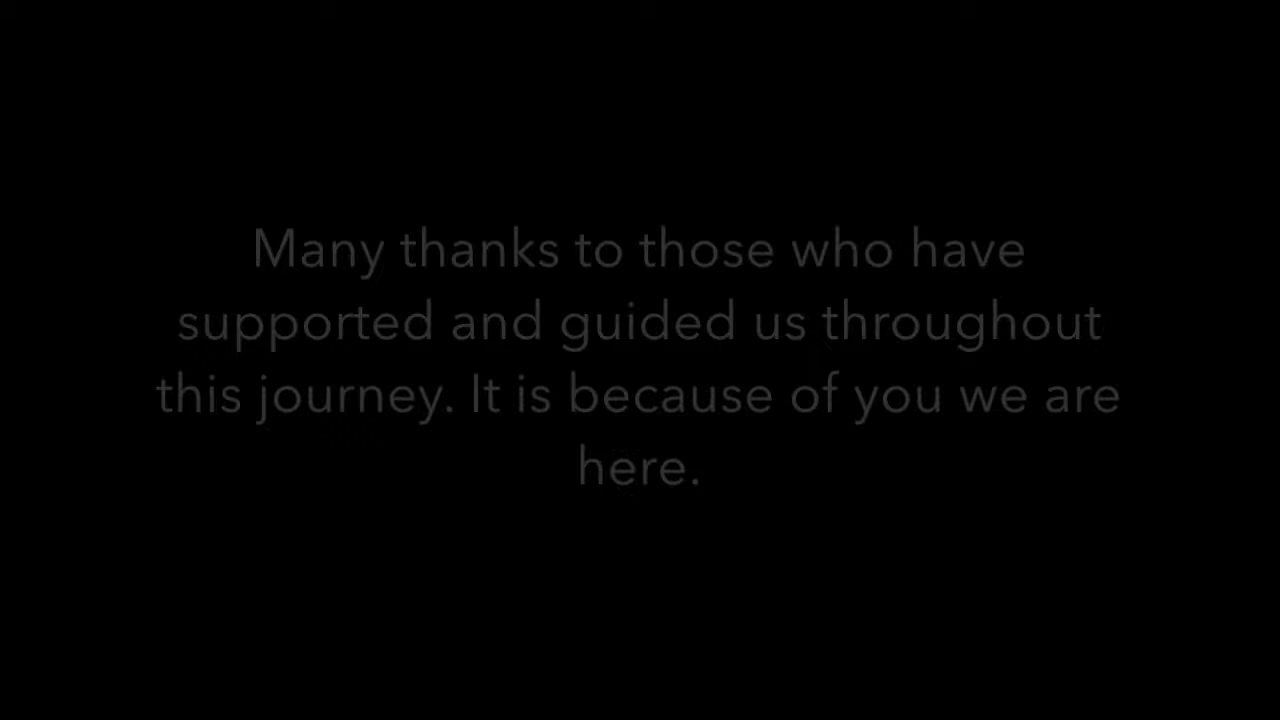 Many thanks to those who have
supported and guided us throughout
this journey. It is because of you we are
here.